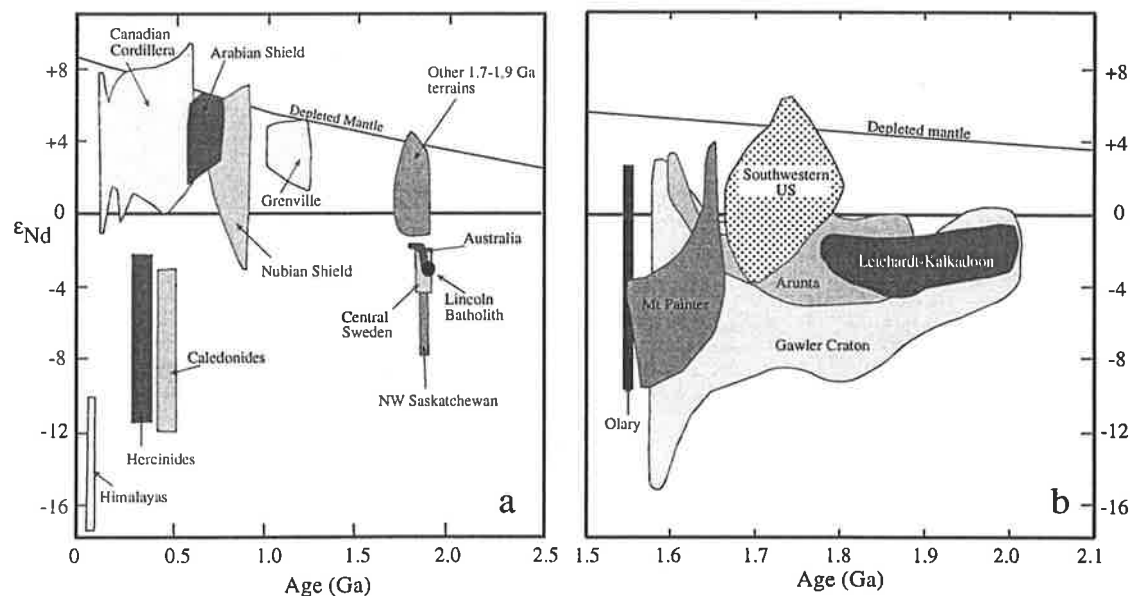 Canadian
Cordillera
Arabian Shield
+8
Other 1.7-1.9 Ga
terrains
Depleted Mantle
+4
Grenville
0
εNd
Nubian Shield
Australia
-4
Central
Sweden
Lincoln
Batholith
Caledonides
-8
NW Saskatchewan
-12
Hercinides
Himalayas
-16
a
0
0.5
1.0
1.5
2.0
2.5
Age (Ga)
+8
Depleted mantle
+4
Southwestern
US
0
Leichardt-Kalkadoon
Arunta
Mt Painter
-4
Gawler Craton
-8
Olary
-12
b
-16
1.5
1.6
1.7
1.8
1.9
2.0
2.1
Age (Ga)